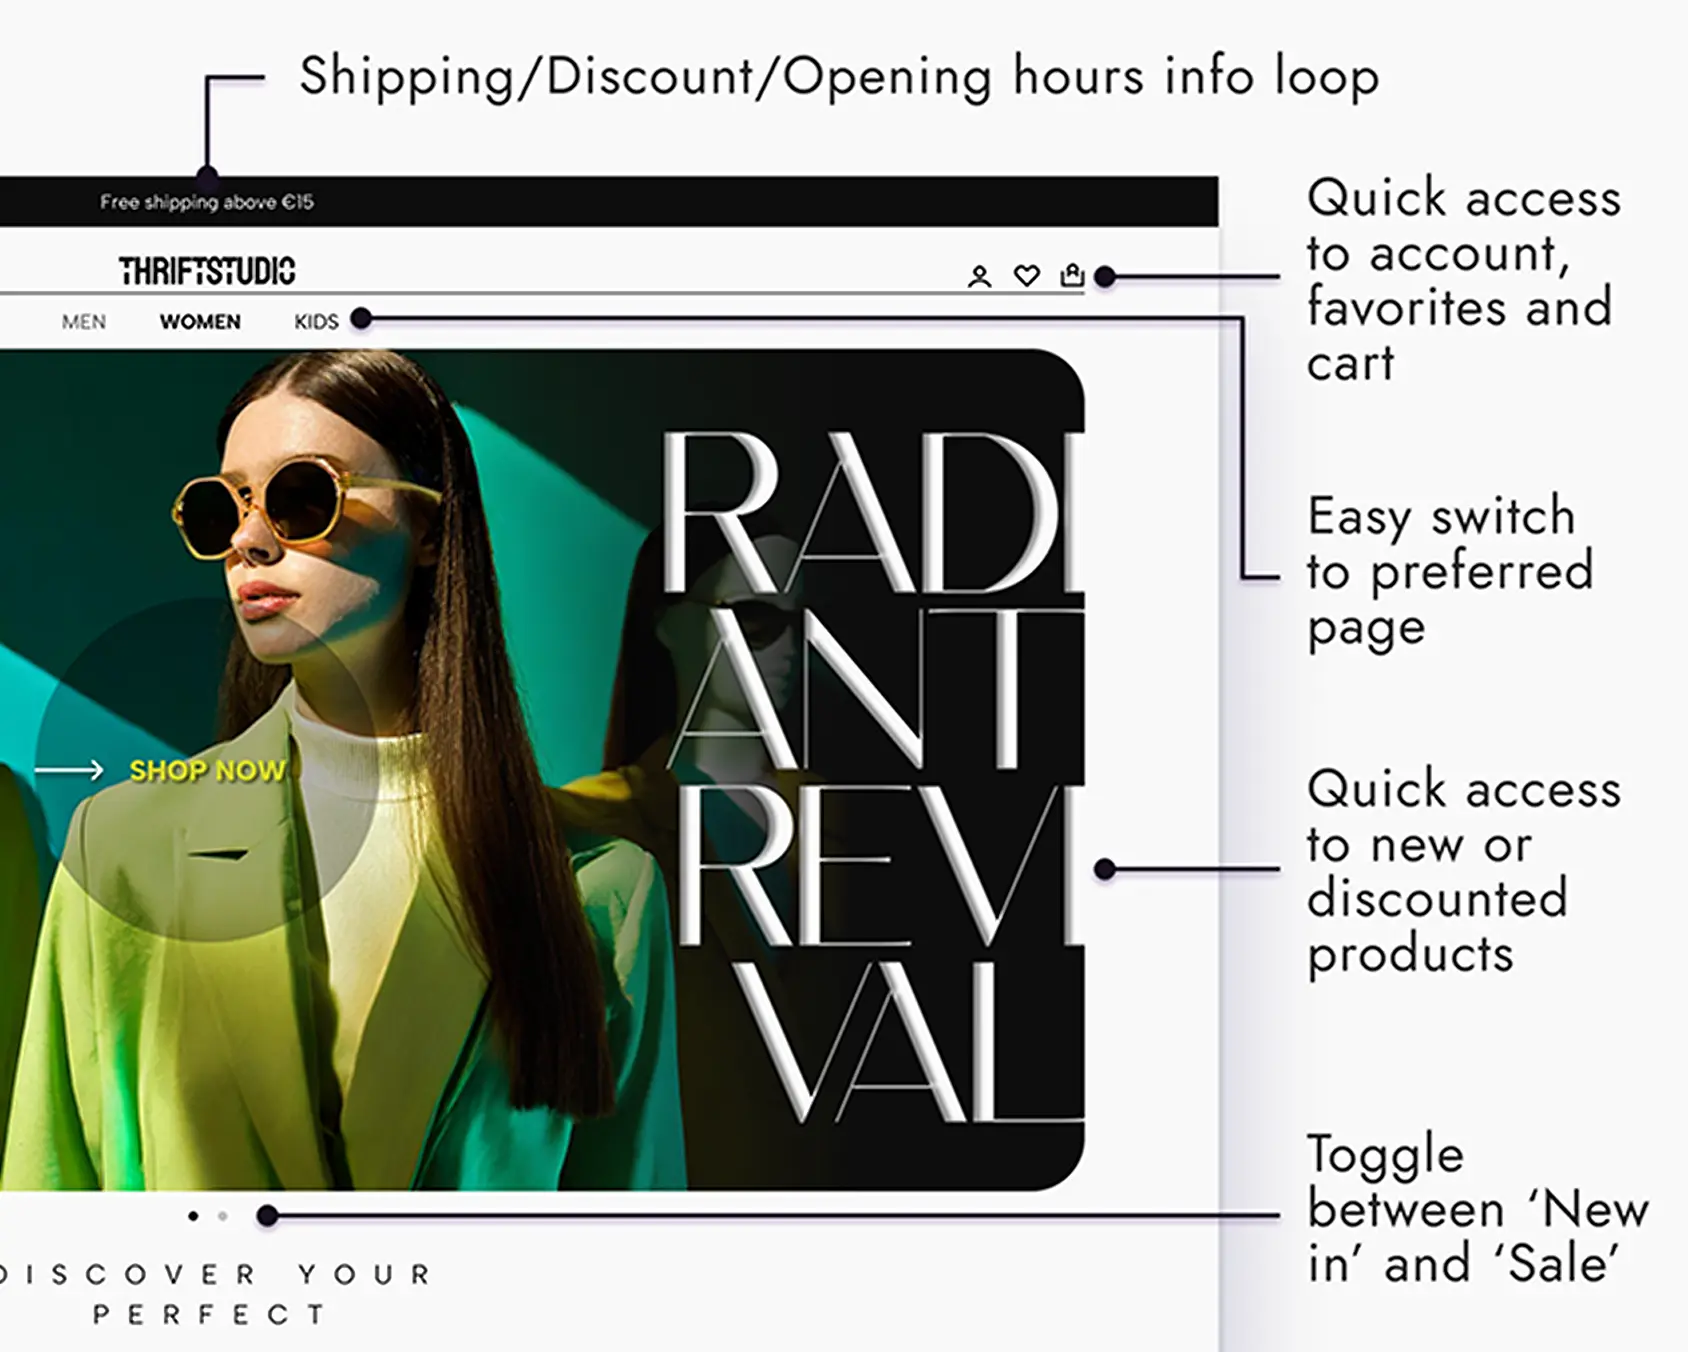 Shipping/Discount/Opening hours info loop
Free shipping above €15
THRIFTSTUDIO
MEN WOMEN KIDS
Quick access
to account,
favorites and
cart
Easy switch
to preferred
page
RADI
ANT
REVI
VAL
SHOP NOW
Quick access
to new or
discounted
products
Toggle
between ‘New
in’ and ‘Sale’
DISCOVER YOUR
PERFECT